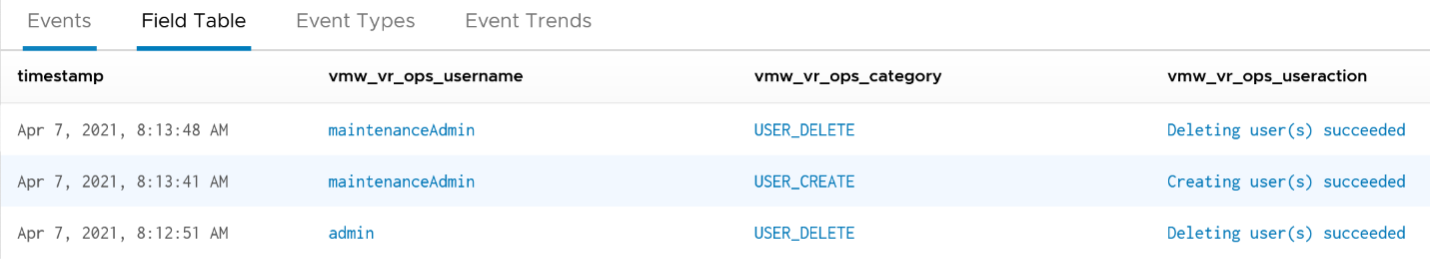 Events Field Table Event Types Event Trends
timestamp vmw_vr_ops_username vmw_vr_ops_category vmw_vr_ops_useraction
Apr 7, 2021, 8:13:48 AM maintenanceAdmin USER_DELETE Deleting user(s) succeeded
Apr 7, 2021, 8:13:41 AM maintenanceAdmin USER_CREATE Creating user(s) succeeded
Apr 7, 2021, 8:12:51 AM admin USER_DELETE Deleting user(s) succeeded